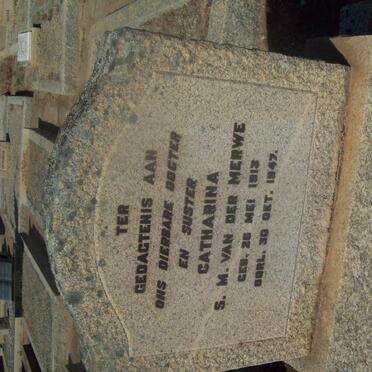 TER
GEDAGTENIS AAN
ONS DIERBARE DOGTER
EN SUSTER
CATHARINA
S. M. VAN DER MERWE
GEB. 28 MEI 1913
OORL. 30 OKT. 1947.